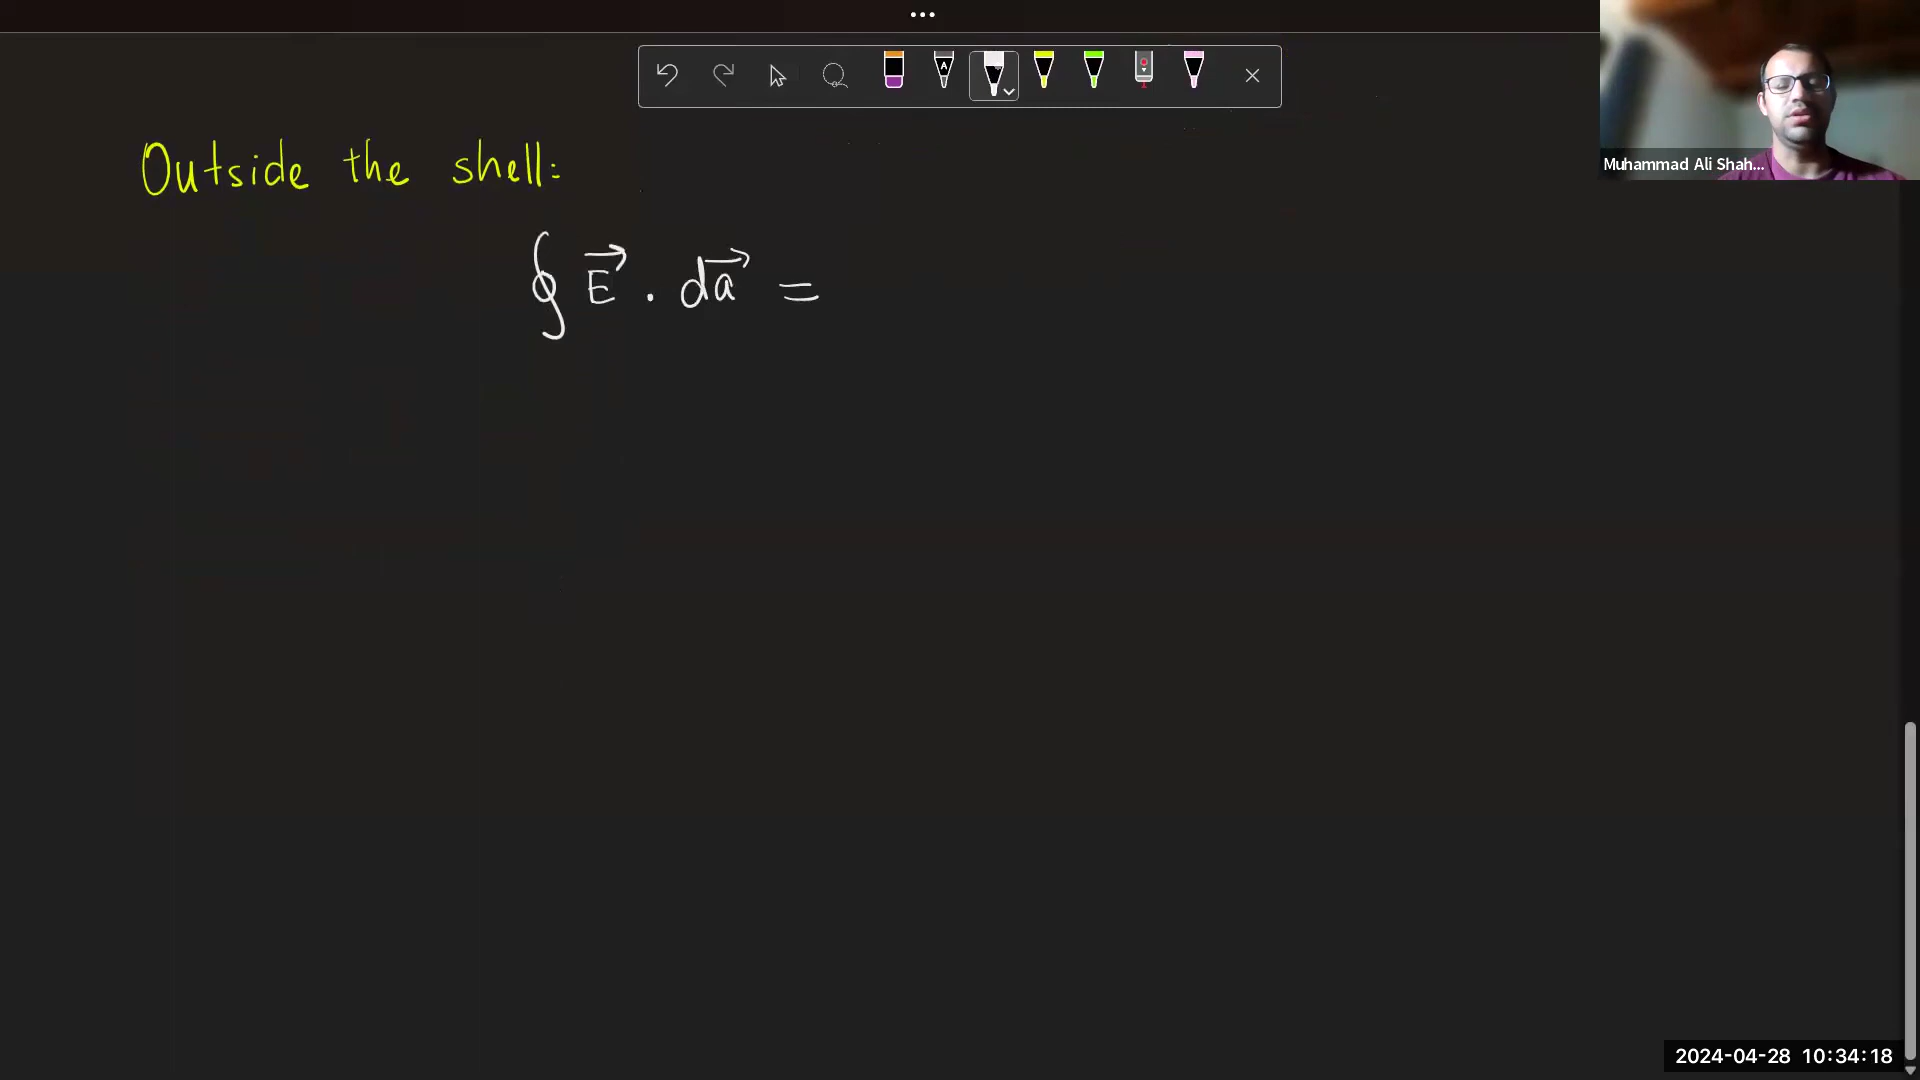 •••
A
Muhammad Ali Shah...
Outside the shell:
∮ E⃗ . da⃗ =
2024-04-28 10:34:18